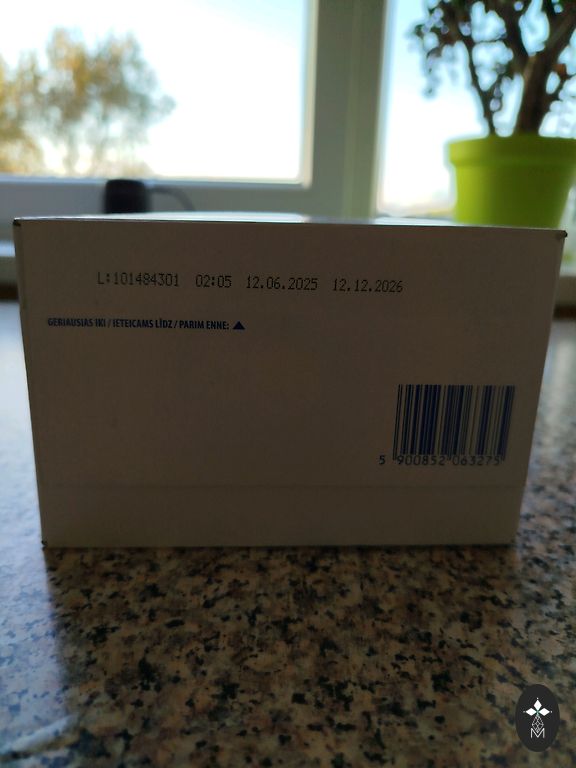 L:101484301 02:05 12.06.2025 12.12.2026
GERIAUSIAS IKI / IETEICAMS LĪDZ / PARIM ENNE:
5 900852 063275
M